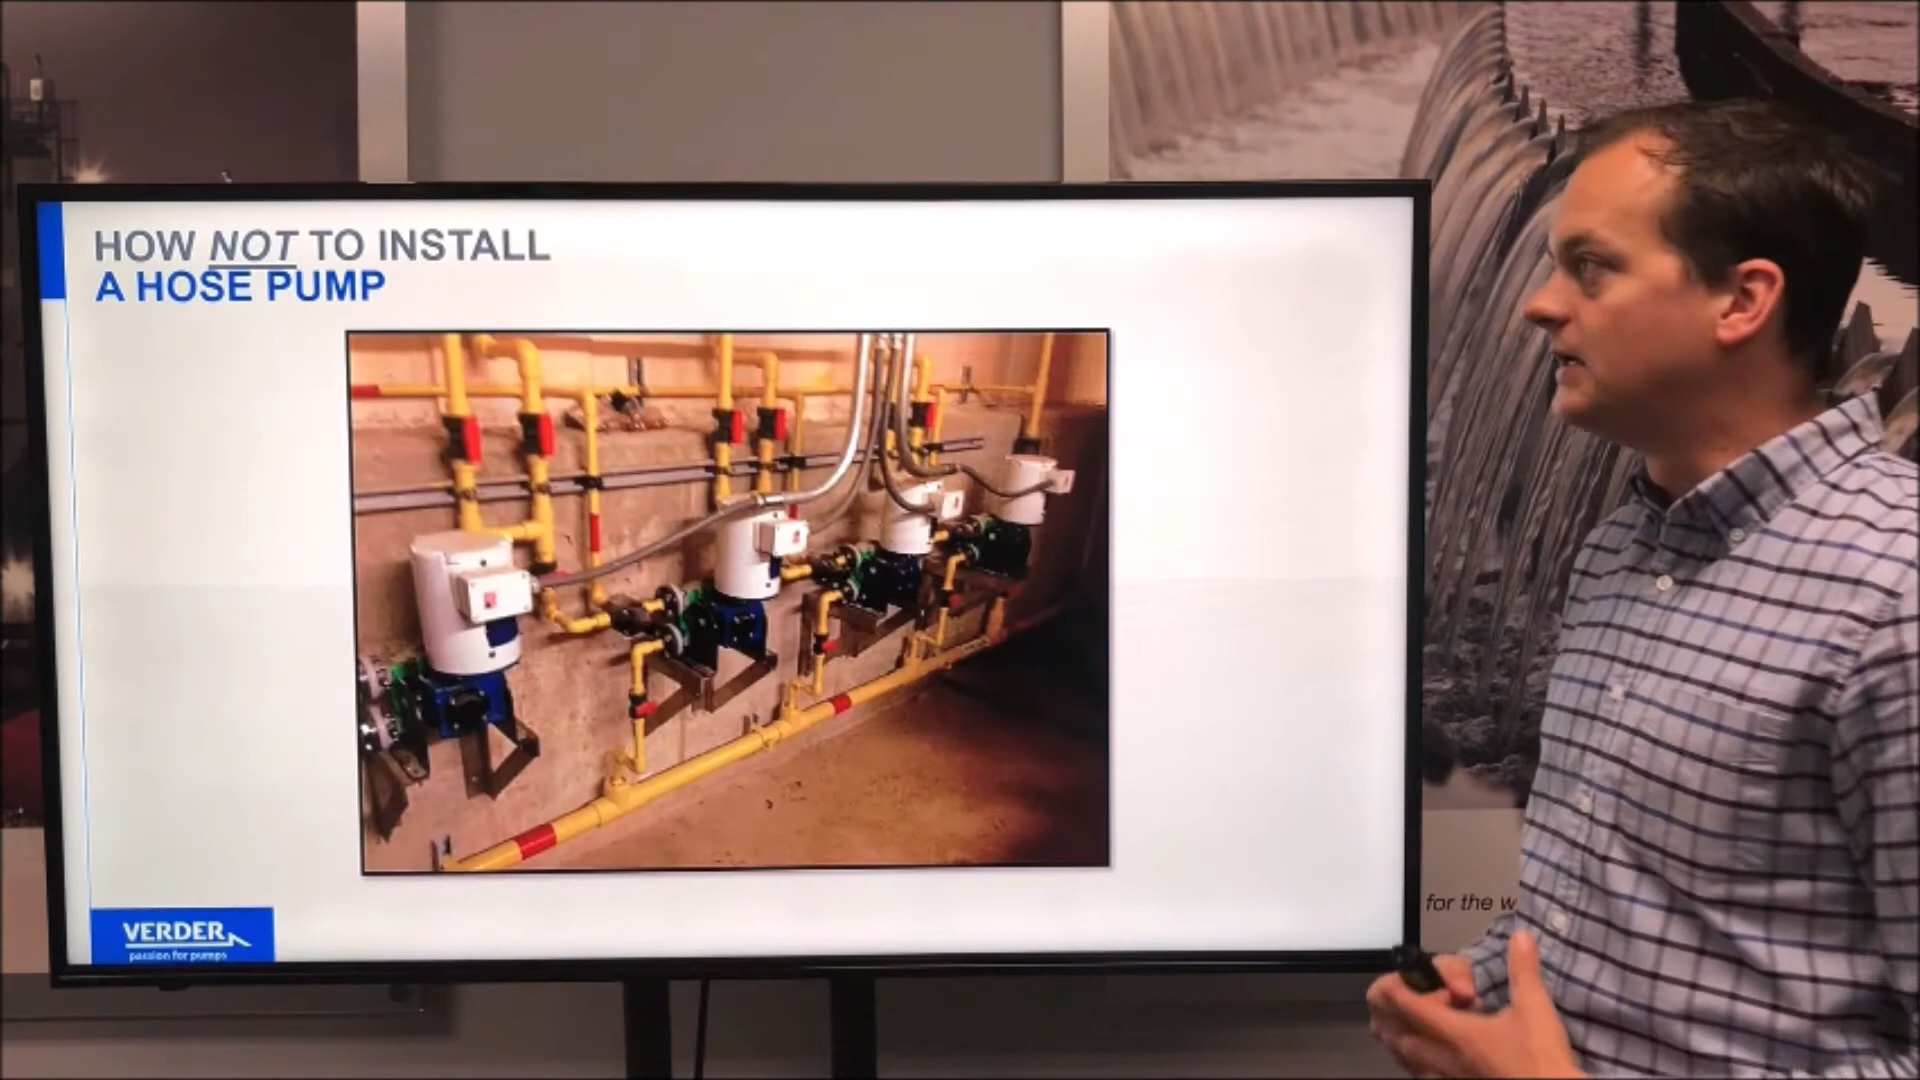 HOW NOT TO INSTALL
A HOSE PUMP
VERDER
passion for pumps
for the w